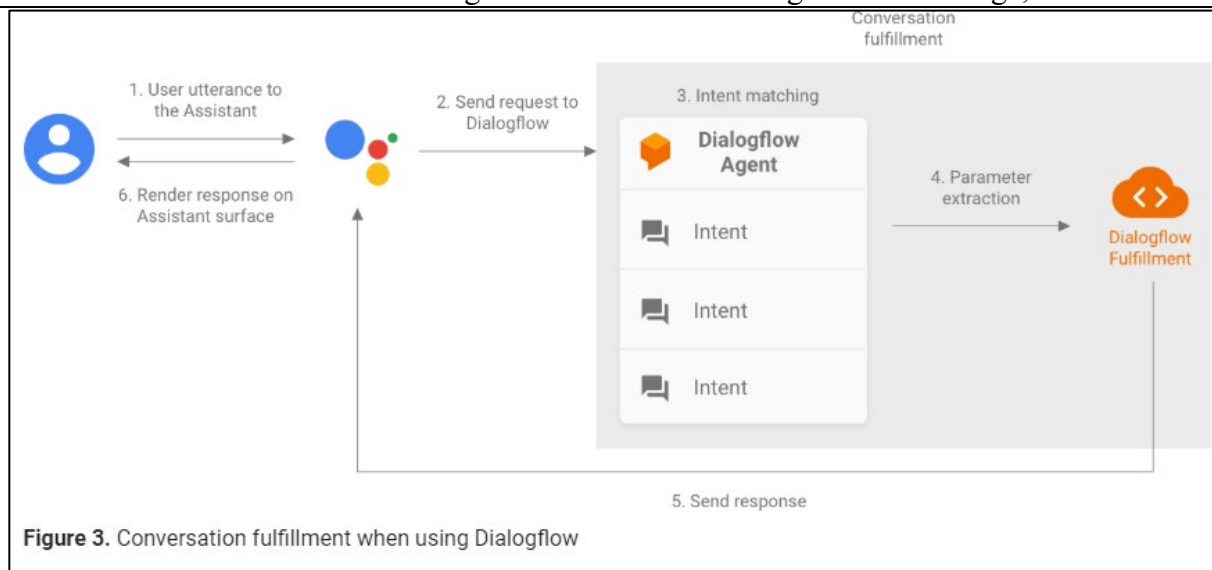 Conversation
fulfillment
1. User utterance to
the Assistant
2. Send request to
Dialogflow
3. Intent matching
Dialogflow
Agent
4. Parameter
extraction
6. Render response on
Assistant surface
Intent
Dialogflow
Fulfillment
Intent
Intent
5. Send response
Figure 3. Conversation fulfillment when using Dialogflow